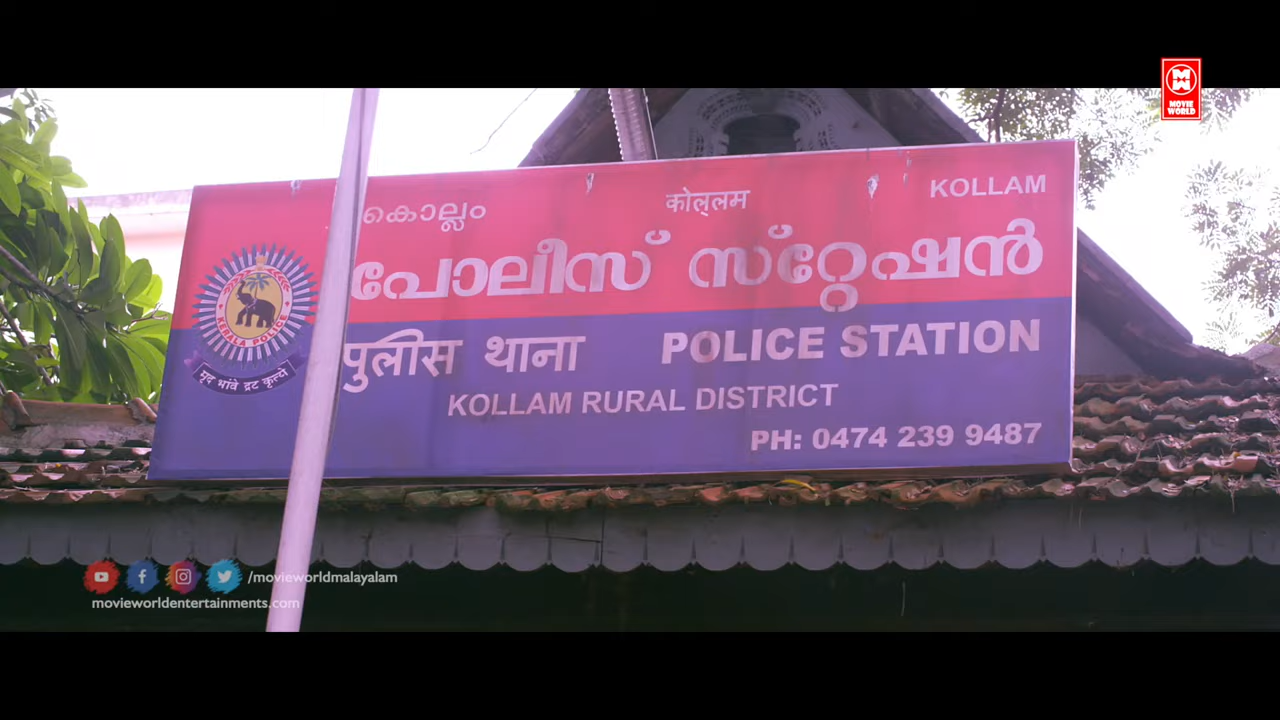 MOVIE WORLD
കൊല്ലം कोल्लम KOLLAM
പോലീസ് സ്റ്റേഷൻ
पुलीस थाना POLICE STATION
KOLLAM RURAL DISTRICT
PH: 0474 239 9487
KERALA POLICE
मृदु भावे द्रट कृत्ये
/movieworldmalayalam
movieworldentertainments.com